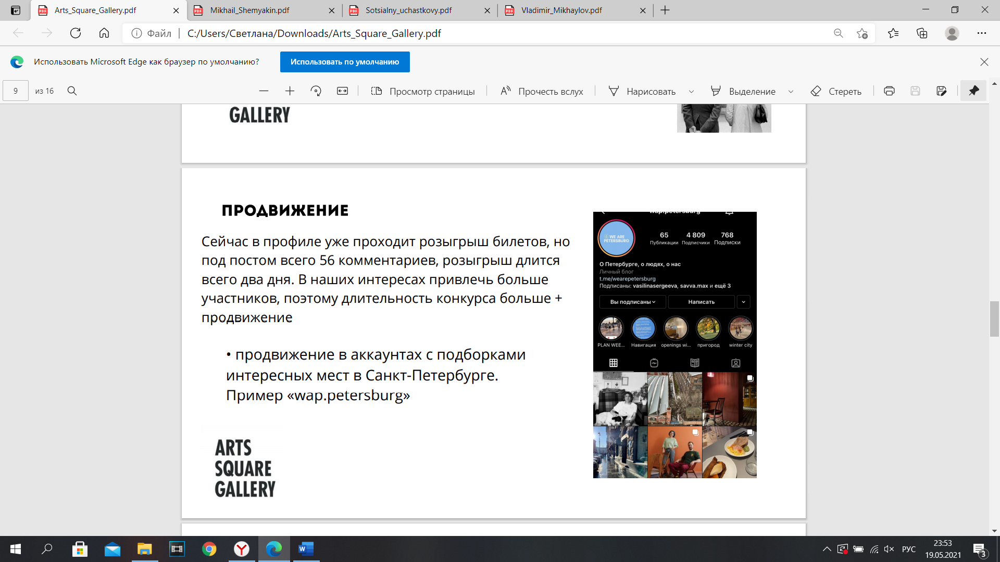 Arts_Square_Gallery.pdf
Mikhail_Shemyakin.pdf
Sotsialny_uchastkovy.pdf
Vladimir_Mikhaylov.pdf
Файл
C:/Users/Светлана/Downloads/Arts_Square_Gallery.pdf
Использовать Microsoft Edge как браузер по умолчанию?
Использовать по умолчанию
9 из 16
Просмотр страницы
Прочесть вслух
Нарисовать
Выделение
Стереть
GALLERY
ПРОДВИЖЕНИЕ
Сейчас в профиле уже проходит розыгрыш билетов, но
под постом всего 56 комментариев, розыгрыш длится
всего два дня. В наших интересах привлечь больше
участников, поэтому длительность конкурса больше +
продвижение
• продвижение в аккаунтах с подборками
интересных мест в Санкт-Петербурге.
Пример «wap.petersburg»
ARTS
SQUARE
GALLERY
wap.petersburg
WE ARE
PETERSBURG
65 4 809 768
Публикации Подписчики Подписки
О Петербурге, о людях, о нас
Личный блог
t.me/wearepetersburg
Подписаны: vasilinasergeeva, savva.max и ещё 3
Вы подписаны
Написать
PLAN WEE... Навигация openings wi... пригород winter city
РУС
23:53
19.05.2021
3